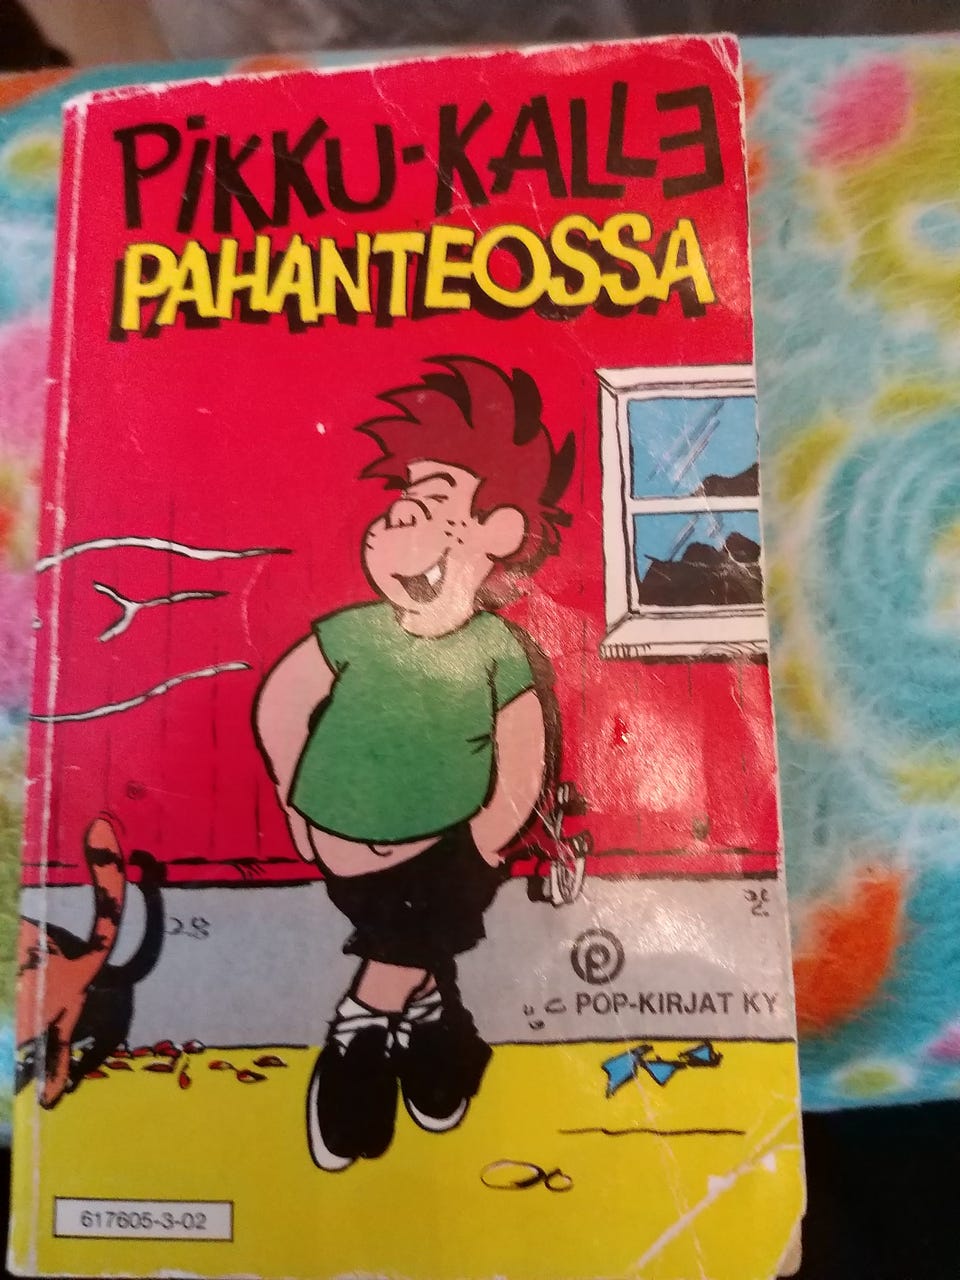 PIKKU-KALLE
PAHANTEOSSA
POP-KIRJAT KY
617605-3-02